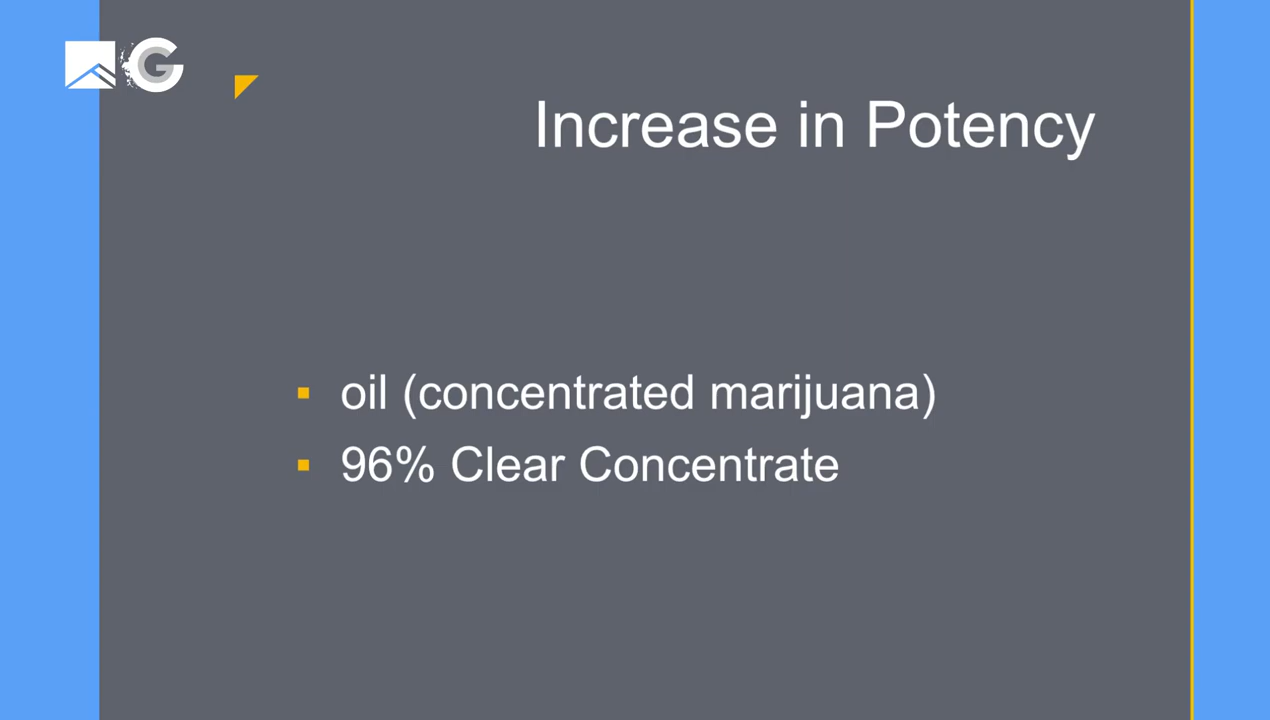 G
Increase in Potency
▪ oil (concentrated marijuana)
▪ 96% Clear Concentrate